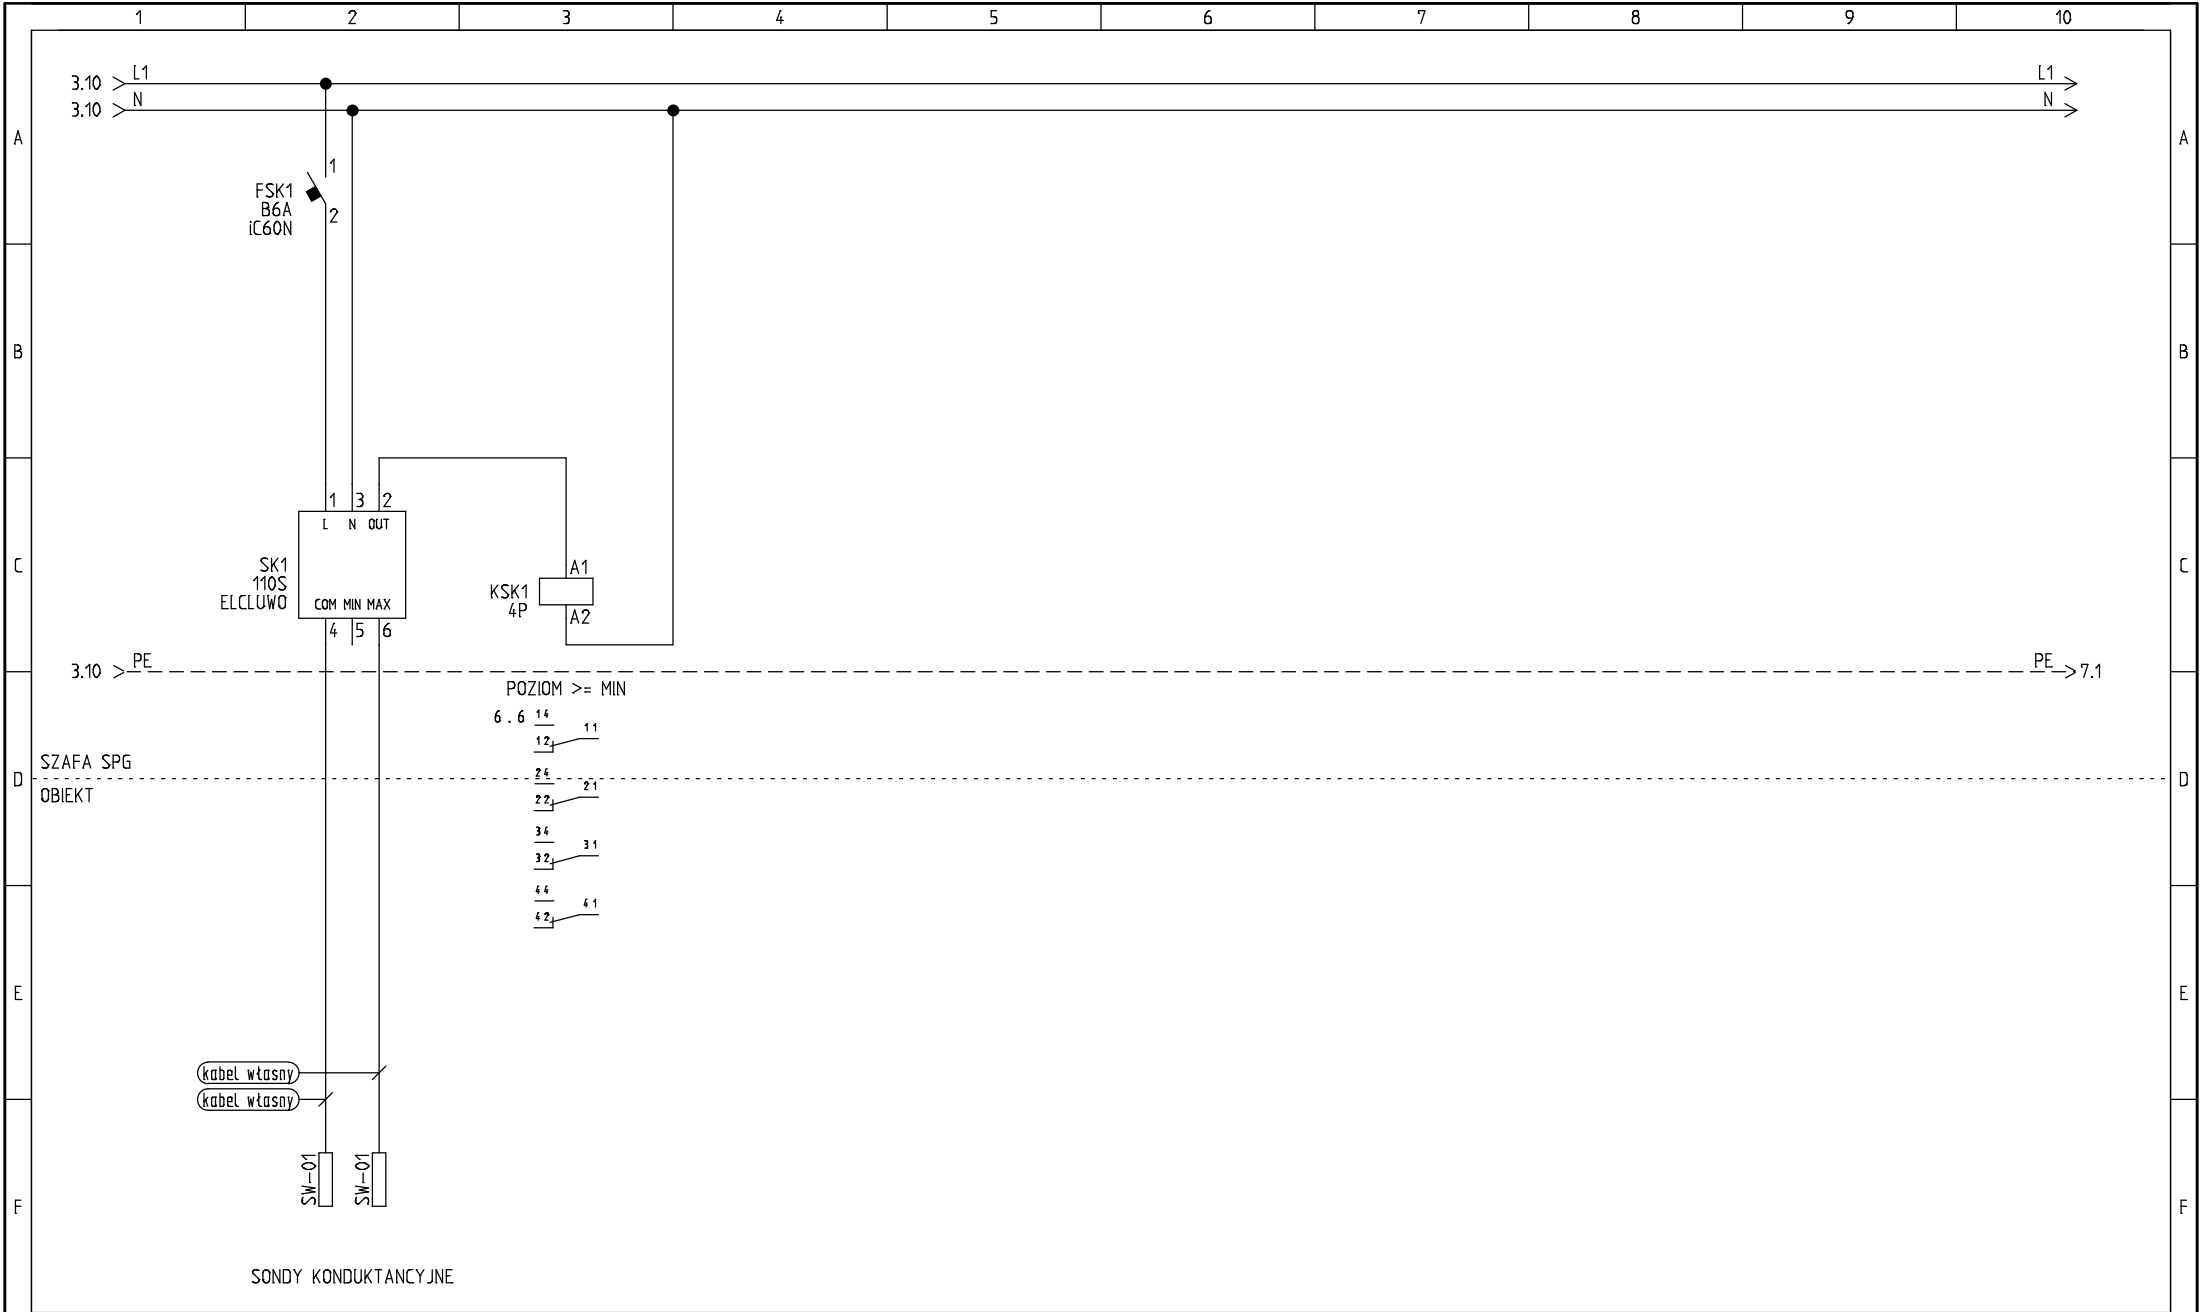 1 2 3 4 5 6 7 8 9 10
3.10 L1 L1
3.10 N N
A A
1
FSK1
B6A
iC60N
2
B B
1 3 2
L N OUT
SK1
110S
ELCLUWO
COM MIN MAX
4 5 6
C C
A1
KSK1
4P
A2
3.10 PE PE 7.1
POZIOM >= MIN
6.6 14
11
12
SZAFA SPG
D D
OBIEKT
24
21
22
34
31
32
44
41
42
E E
kabel własny
kabel własny
SW-01 SW-01
F F
SONDY KONDUKTANCYJNE